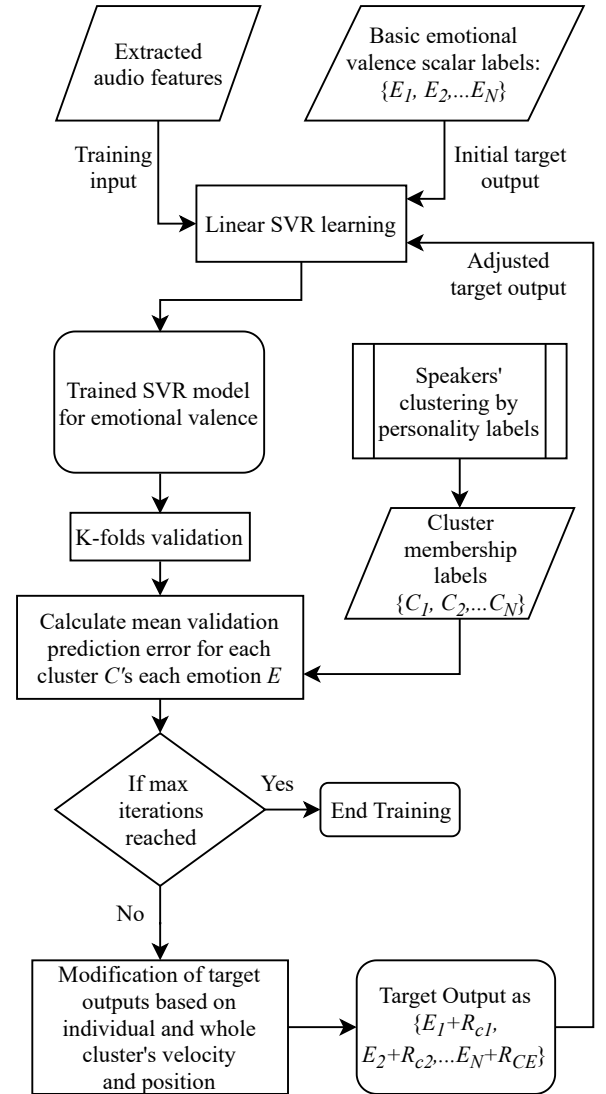 Extracted
audio features
Basic emotional
valence scalar labels:
{E1, E2,...EN}
Training
input
Initial target
output
Linear SVR learning
Adjusted
target output
Trained SVR model
for emotional valence
Speakers'
clustering by
personality labels
K-folds validation
Cluster
membership
labels
{C1, C2,...CN}
Calculate mean validation
prediction error for each
cluster C's each emotion E
If max
iterations
reached
Yes
End Training
No
Modification of target
outputs based on
individual and whole
cluster's velocity
and position
Target Output as
{E1+Rc1,
E2+Rc2,...EN+RCE}